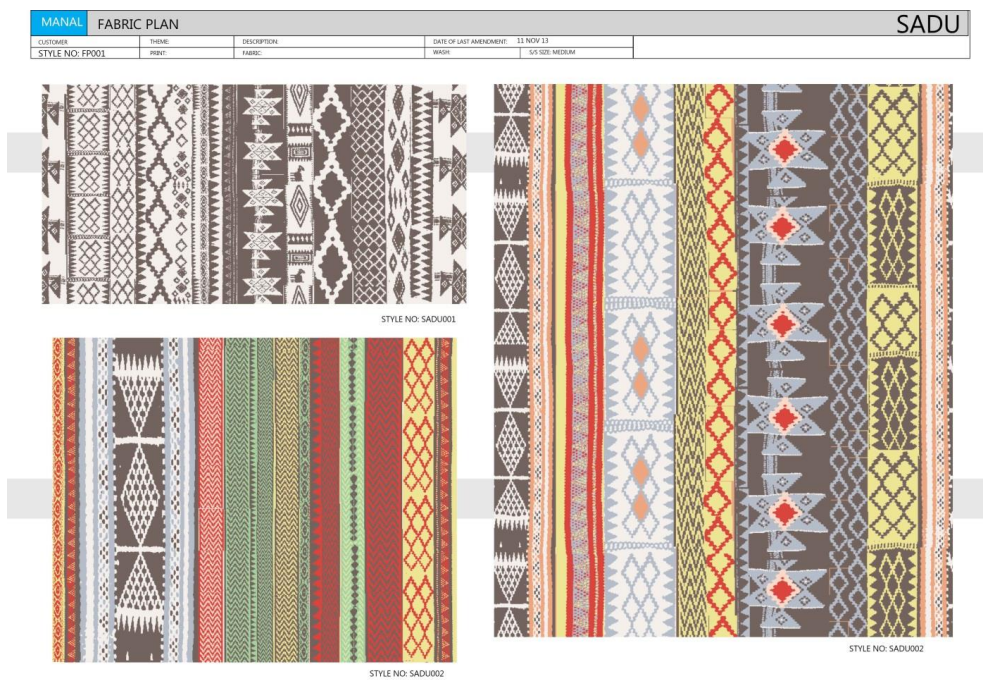 MANAL FABRIC PLAN SADU
CUSTOMER THEME: DESCRIPTION: DATE OF LAST AMENDMENT: 11 NOV 13
STYLE NO: FP001 PRINT: FABRIC: WASH: S/S SIZE: MEDIUM
STYLE NO: SADU001
STYLE NO: SADU002
STYLE NO: SADU002